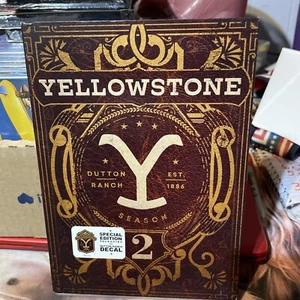 YELLOWSTONE
Y
DUTTON RANCH
EST. 1886
SEASON
2
SPECIAL
EDITION
DECAL